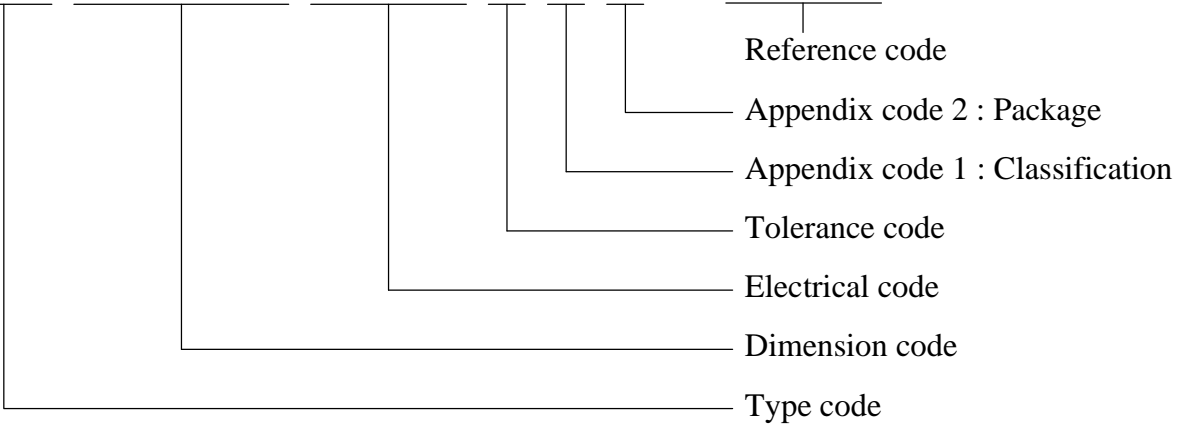 Reference code
Appendix code 2 : Package
Appendix code 1 : Classification
Tolerance code
Electrical code
Dimension code
Type code